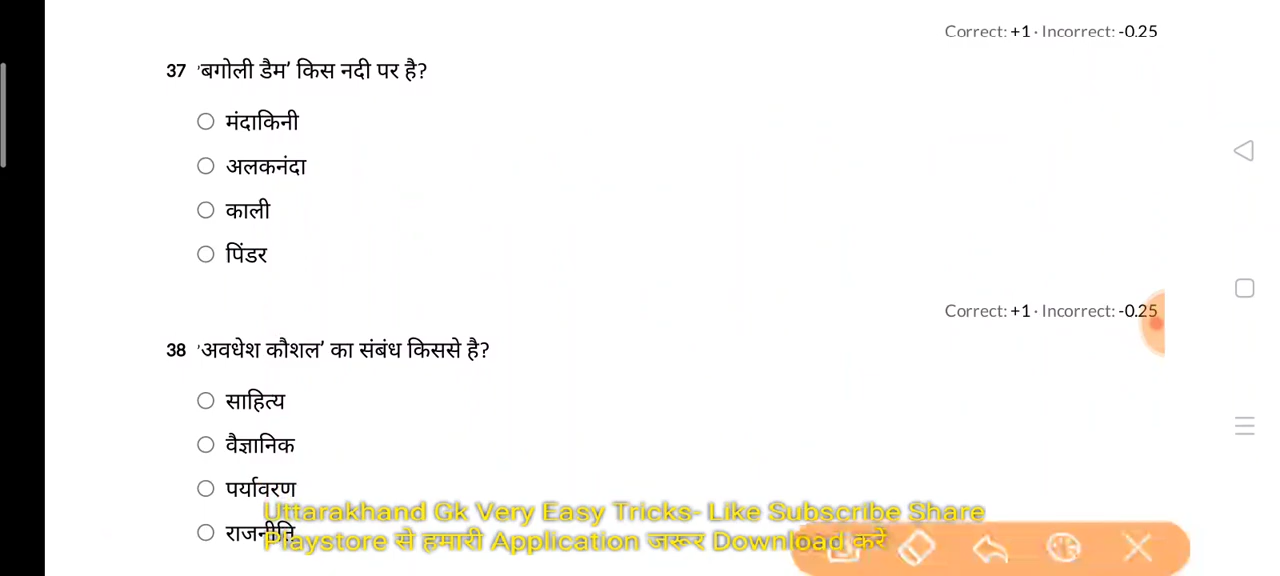 Correct: +1 · Incorrect: -0.25
37 'बगोली डैम' किस नदी पर है?
मंदाकिनी
अलकनंदा
काली
पिंडर
Correct: +1 · Incorrect: -0.25
38 'अवधेश कौशल' का संबंध किससे है?
साहित्य
वैज्ञानिक
पर्यावरण
राजनीति
Uttarakhand Gk Very Easy Tricks- Like Subscribe Share
Playstore से हमारी Application जरूर Download करें